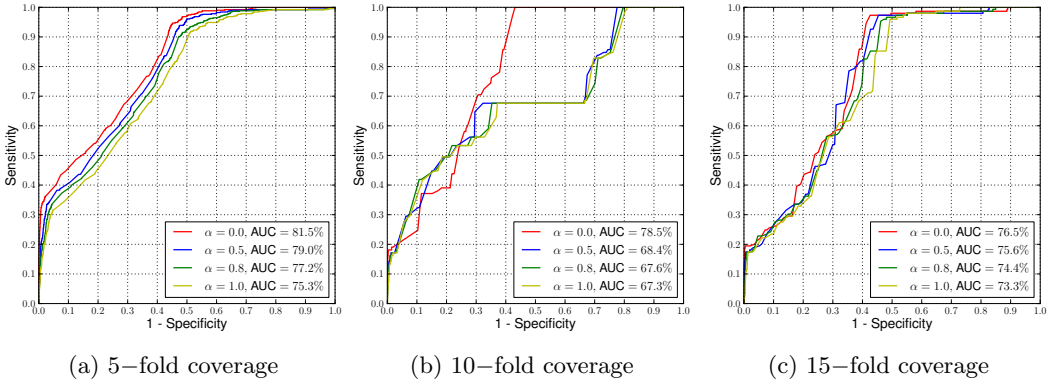 1.0
0.9
0.8
0.7
0.6
0.5
0.4
0.3
0.2
0.1
0.0
Sensitivity
0.0 0.1 0.2 0.3 0.4 0.5 0.6 0.7 0.8 0.9 1.0
1 - Specificity
α = 0.0, AUC = 81.5%
α = 0.5, AUC = 79.0%
α = 0.8, AUC = 77.2%
α = 1.0, AUC = 75.3%
(a) 5−fold coverage
1.0
0.9
0.8
0.7
0.6
0.5
0.4
0.3
0.2
0.1
0.0
Sensitivity
0.0 0.1 0.2 0.3 0.4 0.5 0.6 0.7 0.8 0.9 1.0
1 - Specificity
α = 0.0, AUC = 78.5%
α = 0.5, AUC = 68.4%
α = 0.8, AUC = 67.6%
α = 1.0, AUC = 67.3%
(b) 10−fold coverage
1.0
0.9
0.8
0.7
0.6
0.5
0.4
0.3
0.2
0.1
0.0
Sensitivity
0.0 0.1 0.2 0.3 0.4 0.5 0.6 0.7 0.8 0.9 1.0
1 - Specificity
α = 0.0, AUC = 76.5%
α = 0.5, AUC = 75.6%
α = 0.8, AUC = 74.4%
α = 1.0, AUC = 73.3%
(c) 15−fold coverage